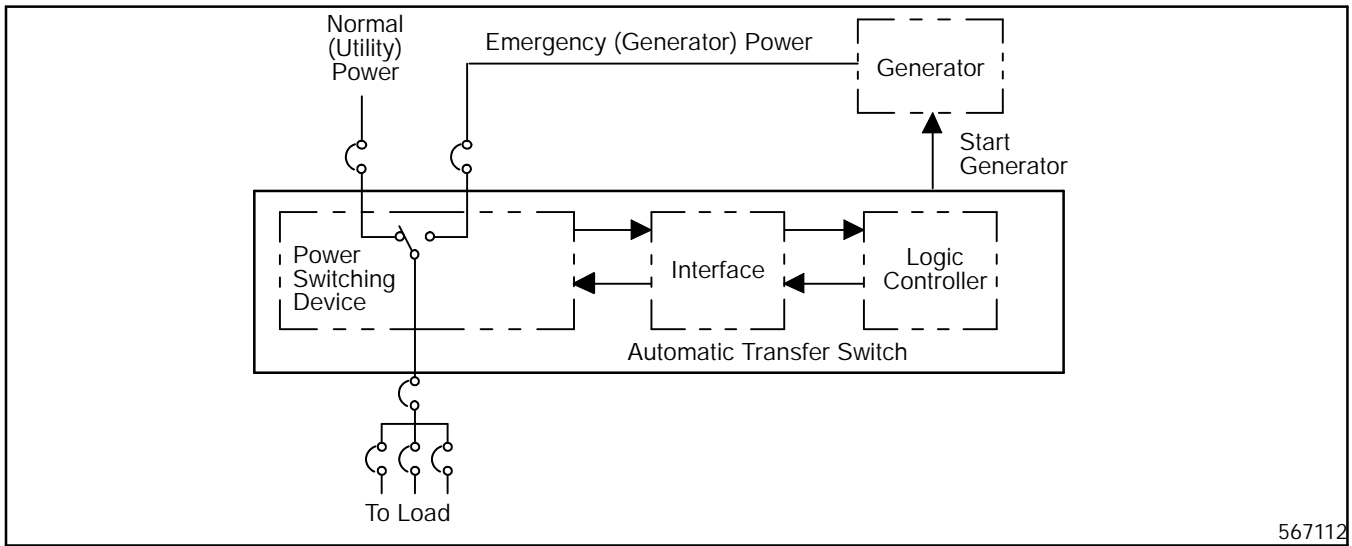 Normal
(Utility)
Power
Emergency (Generator) Power
Generator
Start
Generator
Power
Switching
Device
Interface
Logic
Controller
Automatic Transfer Switch
To Load
567112